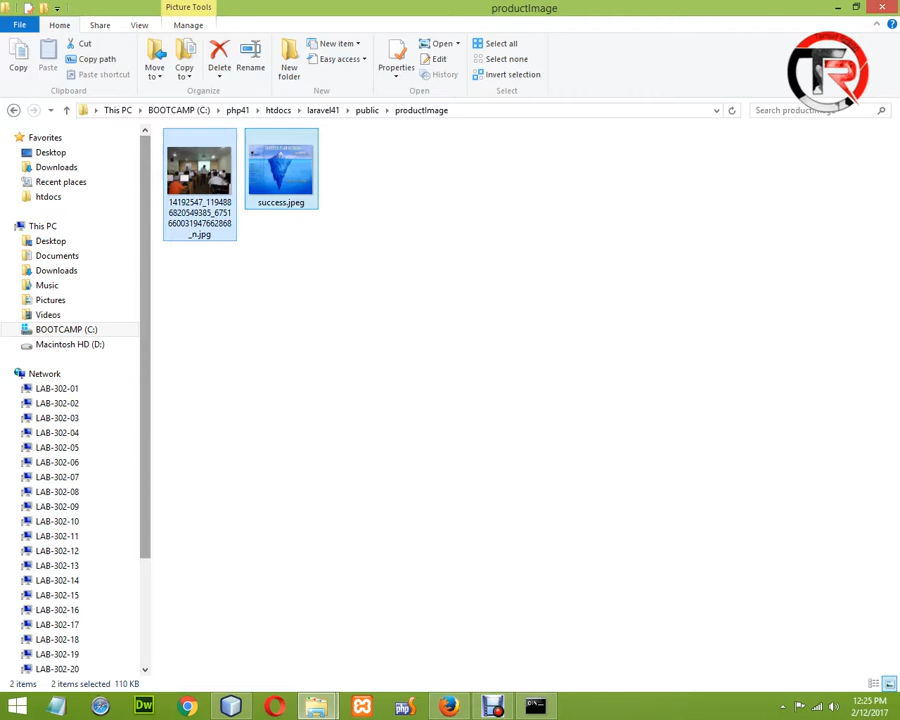 Picture Tools
productImage
File
Home
Share
View
Manage
Copy
Paste
Cut
Copy path
Paste shortcut
Clipboard
Move to
Copy to
Delete
Rename
Organize
New folder
New item
Easy access
New
Properties
Open
Edit
History
Open
Select all
Select none
Invert selection
Select
This PC
BOOTCAMP (C:)
php41
htdocs
laravel41
public
productImage
Search productImage
Favorites
Desktop
Downloads
Recent places
htdocs
This PC
Desktop
Documents
Downloads
Music
Pictures
Videos
BOOTCAMP (C:)
Macintosh HD (D:)
Network
LAB-302-01
LAB-302-02
LAB-302-03
LAB-302-04
LAB-302-05
LAB-302-06
LAB-302-07
LAB-302-08
LAB-302-09
LAB-302-10
LAB-302-11
LAB-302-12
LAB-302-13
LAB-302-14
LAB-302-15
LAB-302-16
LAB-302-17
LAB-302-18
LAB-302-19
LAB-302-20
14192547_119488
6820549385_6751
660031947662868
_n.jpg
success.jpeg
2 items
2 items selected 110 KB
Dw
php
12:25 PM
2/12/2017